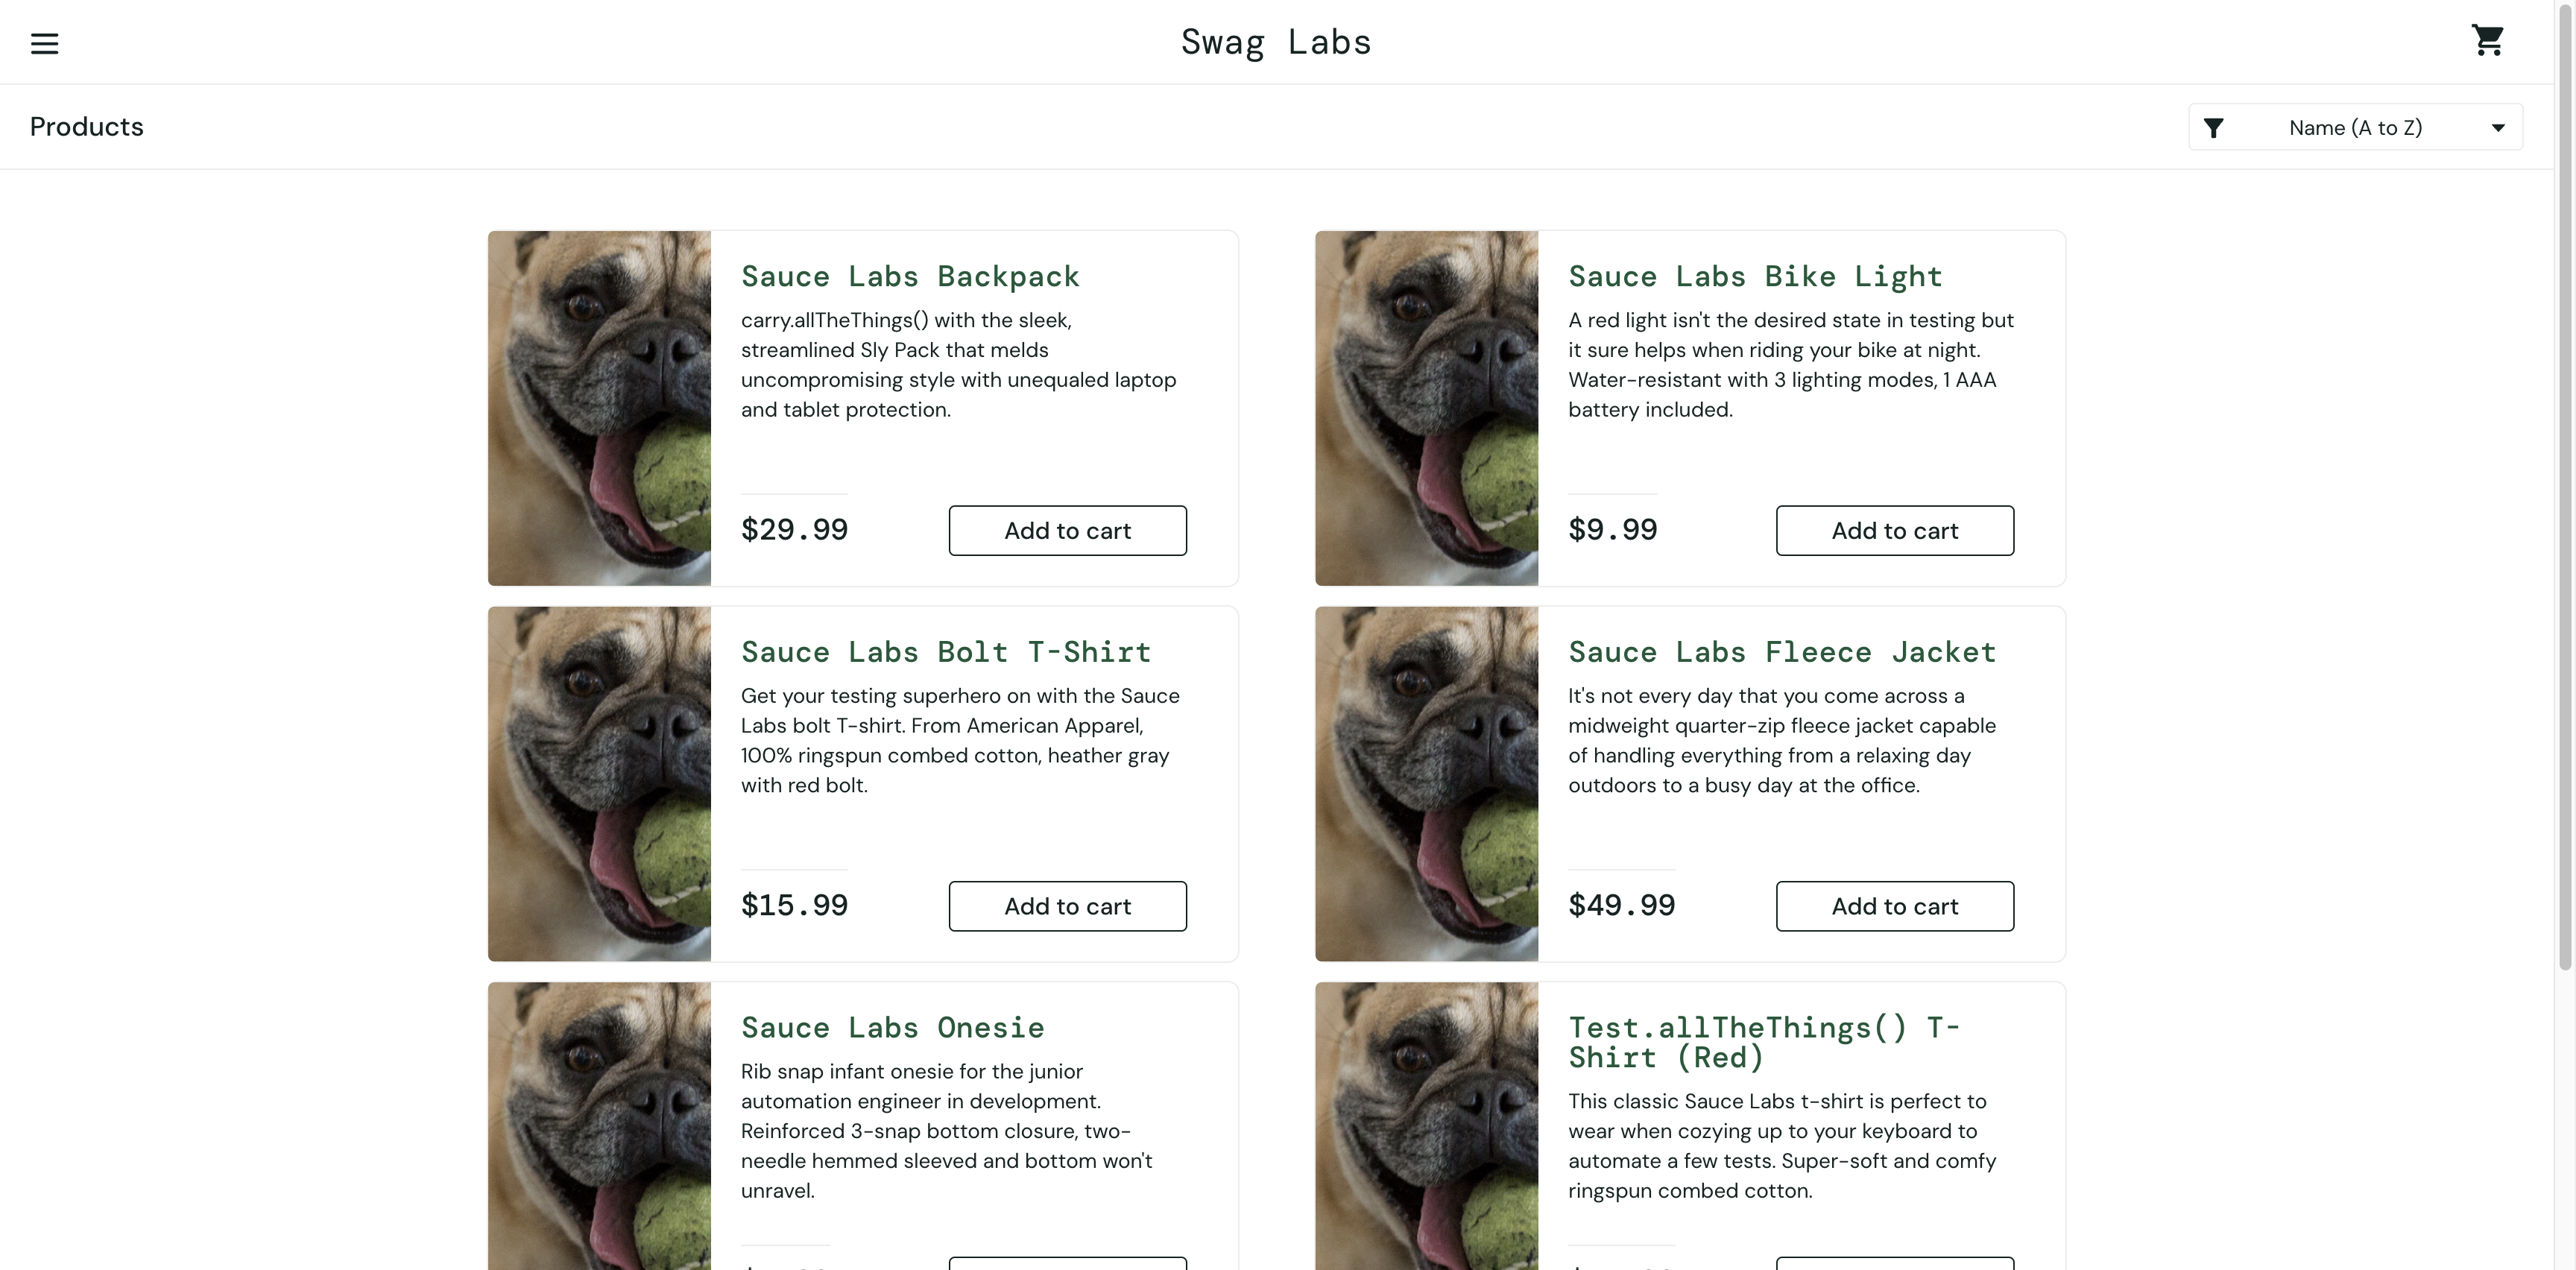 Swag Labs
Products
Name (A to Z)
Sauce Labs Backpack
carry.allTheThings() with the sleek,
streamlined Sly Pack that melds
uncompromising style with unequaled laptop
and tablet protection.
$29.99
Add to cart
Sauce Labs Bike Light
A red light isn't the desired state in testing but
it sure helps when riding your bike at night.
Water-resistant with 3 lighting modes, 1 AAA
battery included.
$9.99
Add to cart
Sauce Labs Bolt T-Shirt
Get your testing superhero on with the Sauce
Labs bolt T-shirt. From American Apparel,
100% ringspun combed cotton, heather gray
with red bolt.
$15.99
Add to cart
Sauce Labs Fleece Jacket
It's not every day that you come across a
midweight quarter-zip fleece jacket capable
of handling everything from a relaxing day
outdoors to a busy day at the office.
$49.99
Add to cart
Sauce Labs Onesie
Rib snap infant onesie for the junior
automation engineer in development.
Reinforced 3-snap bottom closure, two-
needle hemmed sleeved and bottom won't
unravel.
Test.allTheThings() T-
Shirt (Red)
This classic Sauce Labs t-shirt is perfect to
wear when cozying up to your keyboard to
automate a few tests. Super-soft and comfy
ringspun combed cotton.